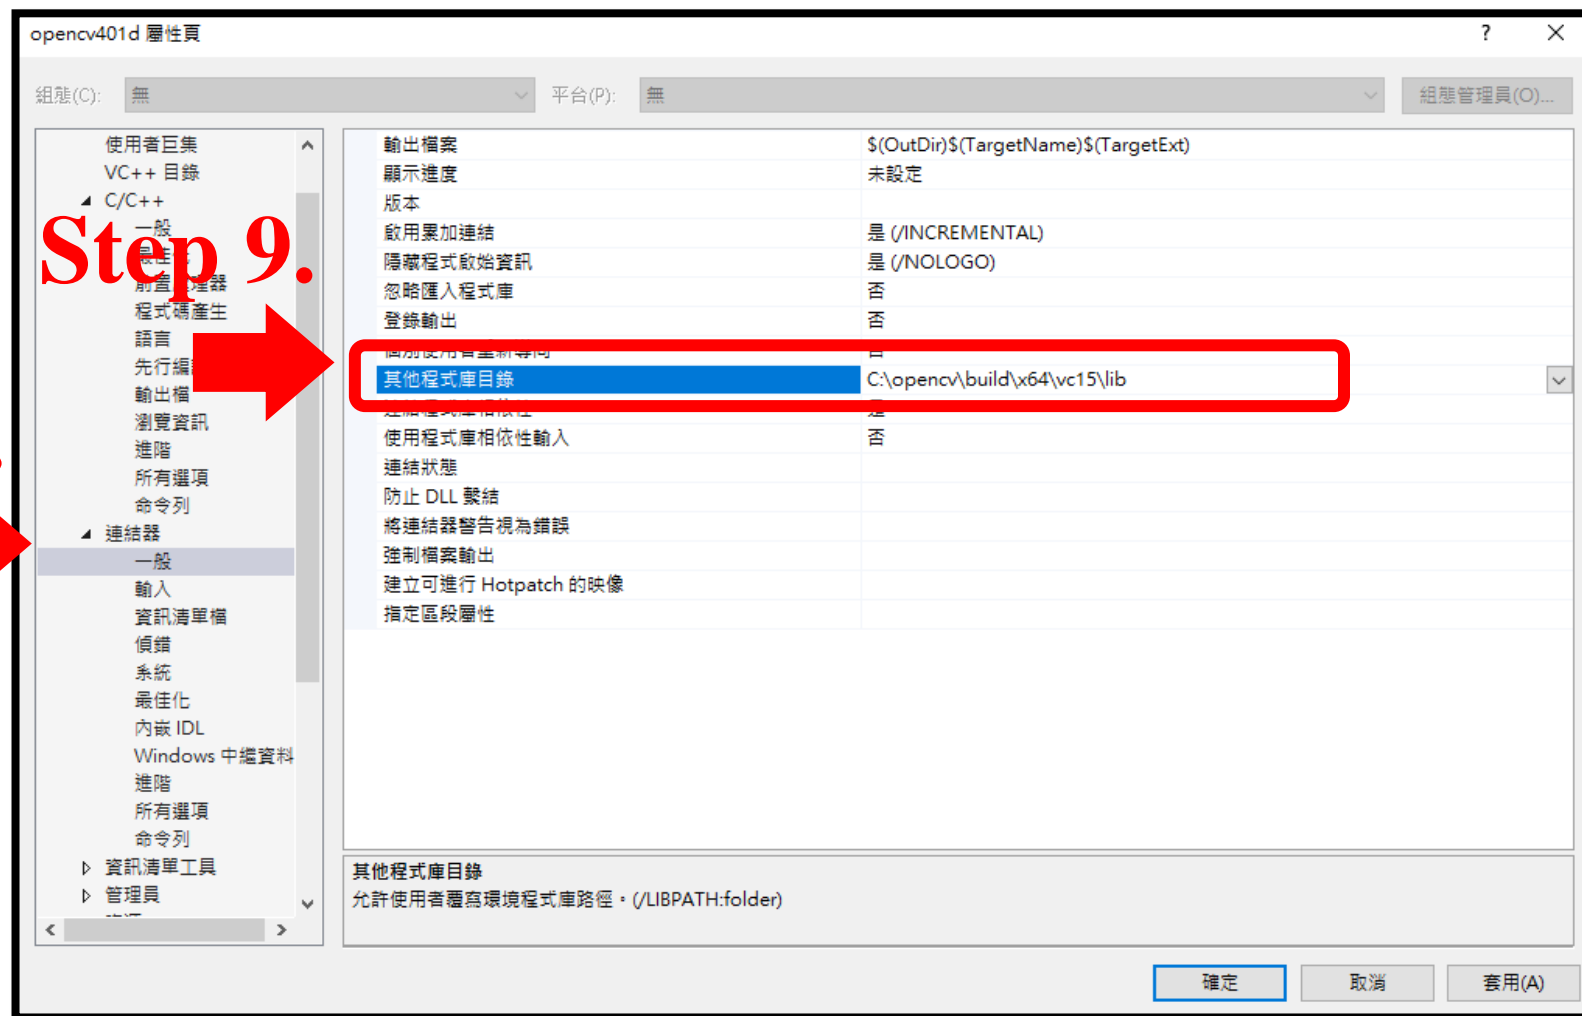 opencv401d 屬性頁
?
組態(C): 無 平台(P): 無 組態管理員(O)...
使用者巨集
VC++ 目錄
C/C++
一般
Step 9.
程式碼產生
語言
先行編
輸出檔
瀏覽資訊
進階
所有選項
命令列
連結器
一般
輸入
資訊清單檔
偵錯
系統
最佳化
內嵌 IDL
Windows 中繼資料
進階
所有選項
命令列
資訊清單工具
管理員
輸出檔案 $(OutDir)$(TargetName)$(TargetExt)
顯示進度 未設定
版本
啟用累加連結 是 (/INCREMENTAL)
隱藏程式啟始資訊 是 (/NOLOGO)
忽略匯入程式庫 否
登錄輸出 否
其他程式庫目錄 C:\opencv\build\x64\vc15\lib
使用程式庫相依性輸入 否
連結狀態
防止 DLL 繫結
將連結器警告視為錯誤
強制檔案輸出
建立可進行 Hotpatch 的映像
指定區段屬性
其他程式庫目錄
允許使用者覆寫環境程式庫路徑。(/LIBPATH:folder)
確定 取消 套用(A)